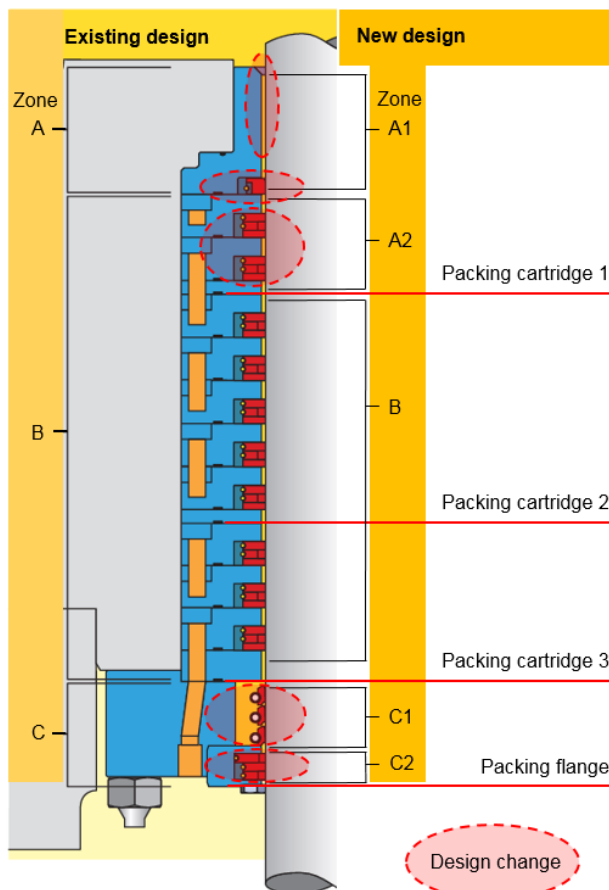 Existing design
New design
Zone
Zone
A
A1
A2
Packing cartridge 1
B
B
Packing cartridge 2
Packing cartridge 3
C1
C
C2
Packing flange
Design change